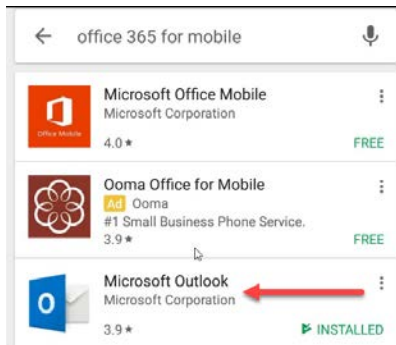 office 365 for mobile
Microsoft Office Mobile
Microsoft Corporation
Office Mobile
4.0★
FREE
Ooma Office for Mobile
Ad Ooma
#1 Small Business Phone Service.
3.9★
FREE
Microsoft Outlook
Microsoft Corporation
O
3.9★
INSTALLED